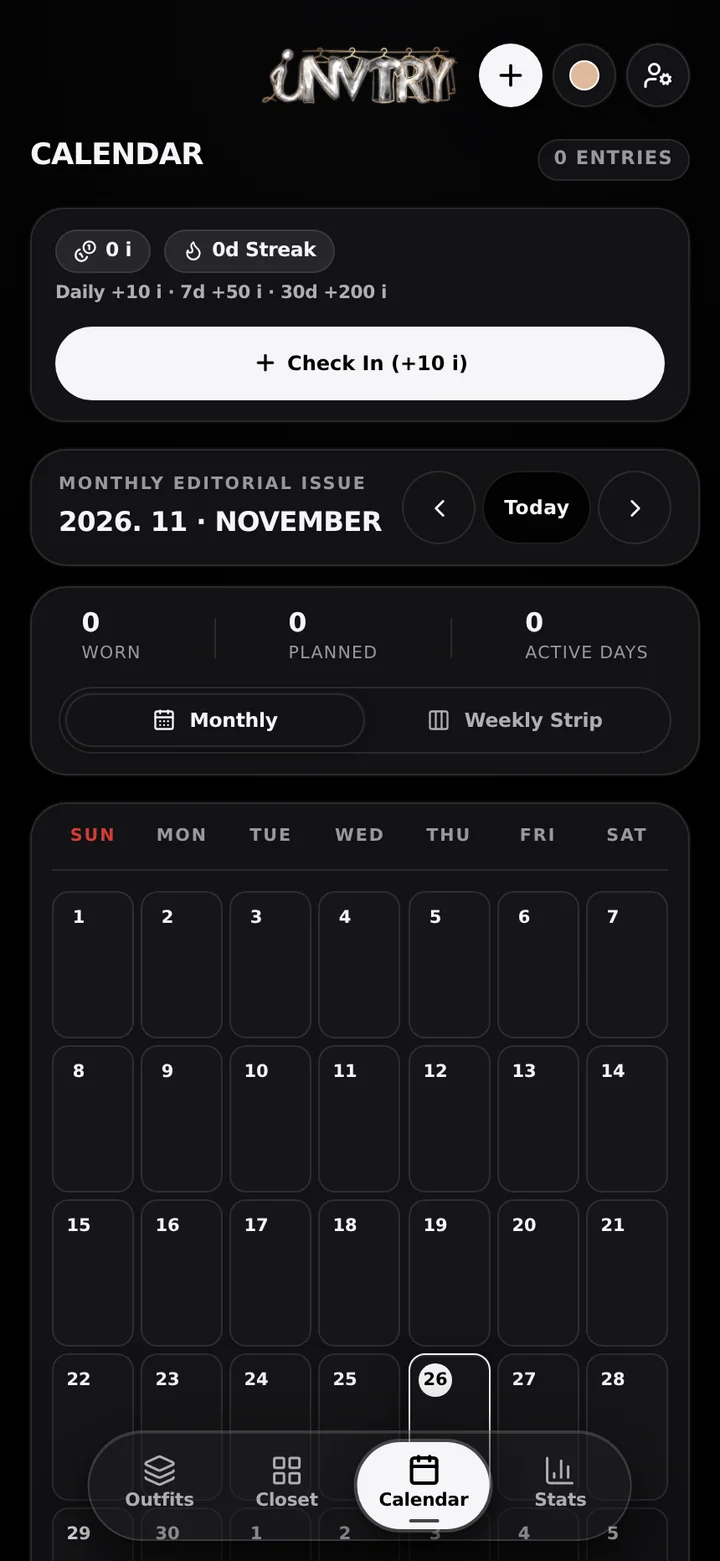 iNVTRY
CALENDAR
0 ENTRIES
0 i
0d Streak
Daily +10 i · 7d +50 i · 30d +200 i
+ Check In (+10 i)
MONTHLY EDITORIAL ISSUE
2026. 11 · NOVEMBER
Today
0 0 0
WORN PLANNED ACTIVE DAYS
Monthly Weekly Strip
SUN MON TUE WED THU FRI SAT
1 2 3 4 5 6 7
8 9 10 11 12 13 14
15 16 17 18 19 20 21
22 23 24 25 26 27 28
Outfits Closet Calendar Stats
29 30 1 2 3 4 5